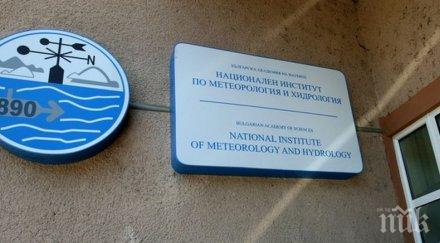 890
БЪЛГАРСКА АКАДЕМИЯ НА НАУКИТЕ
НАЦИОНАЛЕН ИНСТИТУТ
ПО МЕТЕОРОЛОГИЯ И ХИДРОЛОГИЯ
BULGARIAN ACADEMY OF SCIENCES
NATIONAL INSTITUTE
OF METEOROLOGY AND HYDROLOGY
ПИК